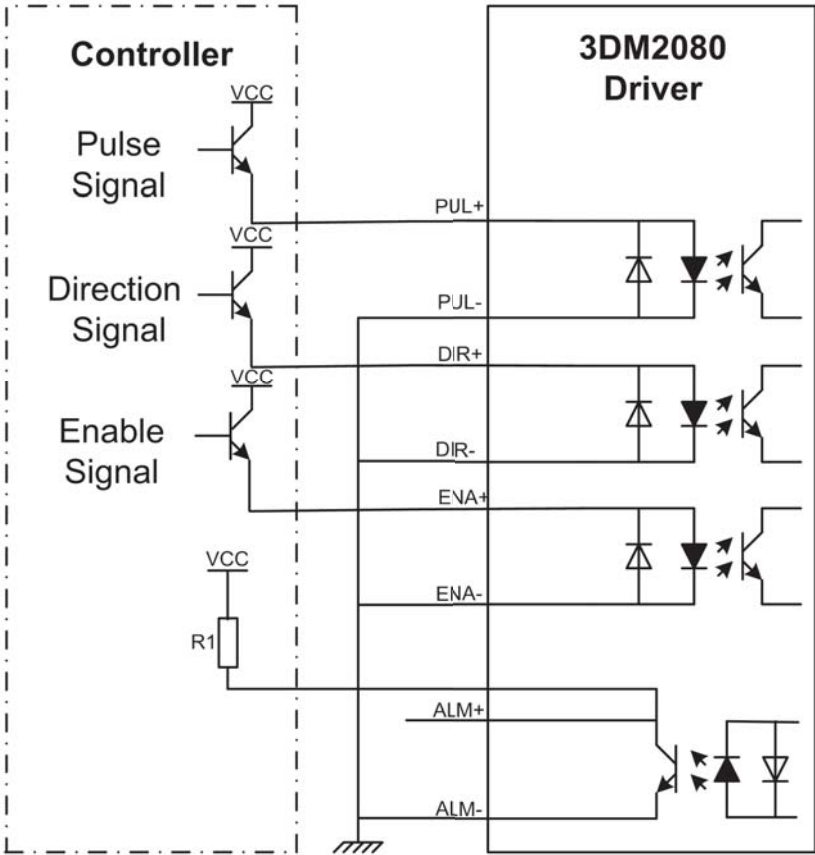 Controller
3DM2080
Driver
VCC
Pulse
Signal
PUL+
VCC
Direction
Signal
PUL-
DIR+
VCC
Enable
Signal
DIR-
ENA+
VCC
ENA-
R1
ALM+
ALM-